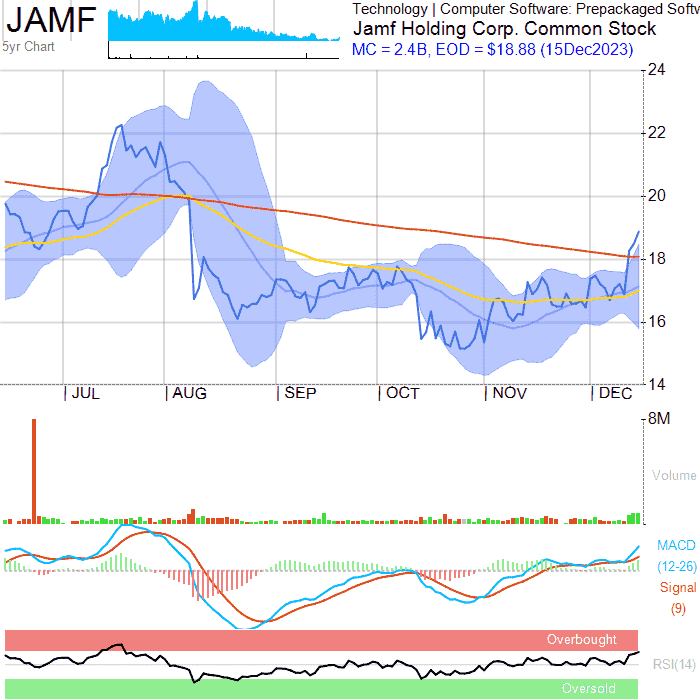 JAMF
5yr Chart
Technology | Computer Software: Prepackaged Softw
Jamf Holding Corp. Common Stock
MC = 2.4B, EOD = $18.88 (15Dec2023)
24
22
20
18
16
14
JUL AUG SEP OCT NOV DEC
8M
Volume
MACD
(12-26)
Signal
(9)
Overbought
RSI(14)
Oversold